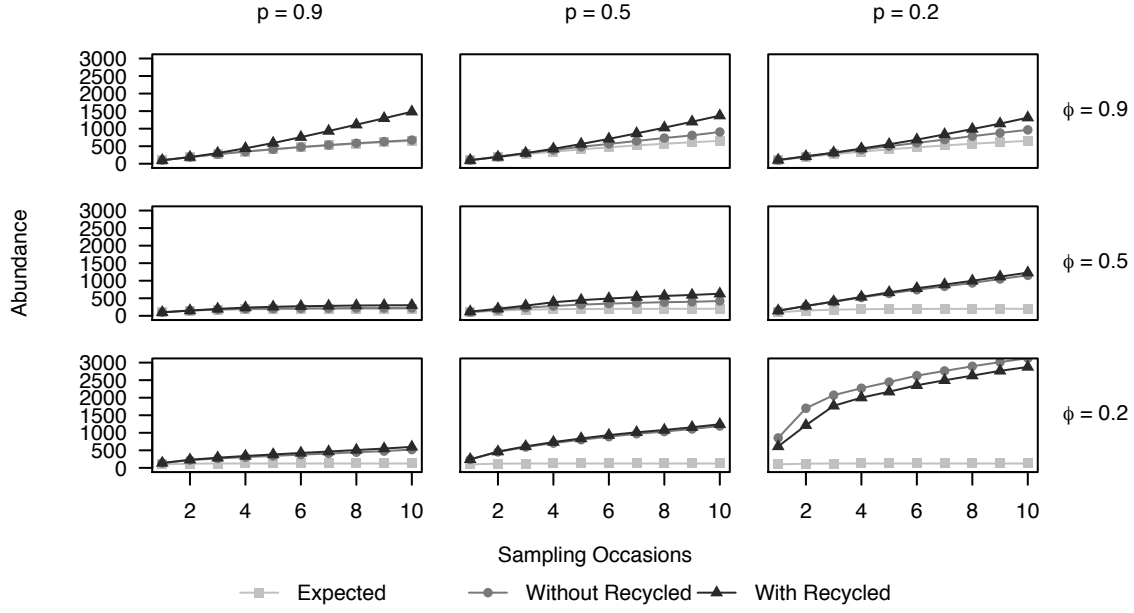 p = 0.9 p = 0.5 p = 0.2
3000
2500
2000
1500
1000
500
0
ϕ = 0.9
3000
2500
2000
1500
1000
500
0
ϕ = 0.5
3000
2500
2000
1500
1000
500
0
ϕ = 0.2
Abundance
2 4 6 8 10 2 4 6 8 10 2 4 6 8 10
Sampling Occasions
Expected Without Recycled With Recycled